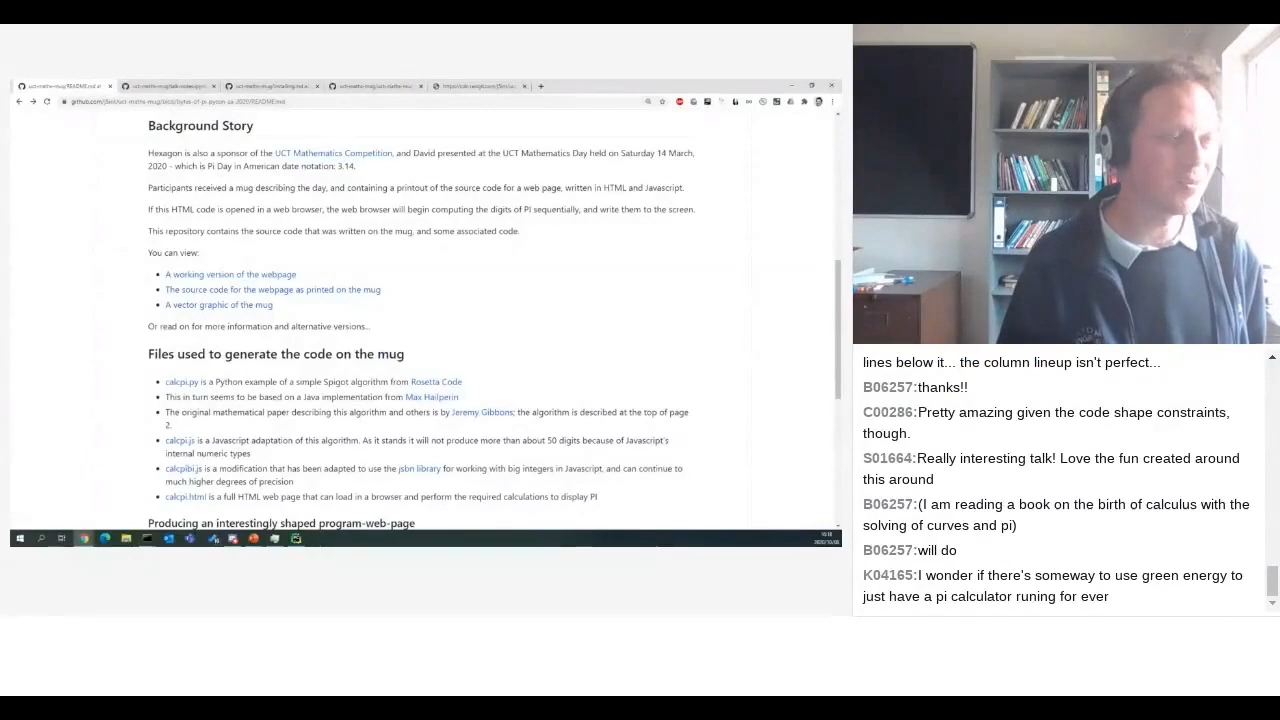 Background Story
Hexagon is also a sponsor of the UCT Mathematics Competition, and David presented at the UCT Mathematics Day held on Saturday 14 March,
2020 - which is Pi Day in American date notation: 3.14.
Participants received a mug describing the day, and containing a printout of the source code for a web page, written in HTML and Javascript.
If this HTML code is opened in a web browser, the web browser will begin computing the digits of PI sequentially, and write them to the screen.
This repository contains the source code that was written on the mug, and some associated code.
You can view:
A working version of the webpage
The source code for the webpage as printed on the mug
A vector graphic of the mug
Or read on for more information and alternative versions...
Files used to generate the code on the mug
calcpi.py is a Python example of a simple Spigot algorithm from Rosetta Code
This in turn seems to be based on a Java implementation from Max Hailperin
The original mathematical paper describing this algorithm and others is by Jeremy Gibbons; the algorithm is described at the top of page
2.
calcpi.js is a Javascript adaptation of this algorithm. As it stands it will not produce more than about 50 digits because of Javascript's
internal numeric types
calcpibi.js is a modification that has been adapted to use the jsbn library for working with big integers in Javascript, and can continue to
much higher degrees of precision
calcpi.html is a full HTML web page that can load in a browser and perform the required calculations to display PI
Producing an interestingly shaped program-web-page
lines below it... the column lineup isn't perfect...
B06257:thanks!!
C00286:Pretty amazing given the code shape constraints,
though.
S01664:Really interesting talk! Love the fun created around
this around
B06257:(I am reading a book on the birth of calculus with the
solving of curves and pi)
B06257:will do
K04165:I wonder if there's someway to use green energy to
just have a pi calculator runing for ever